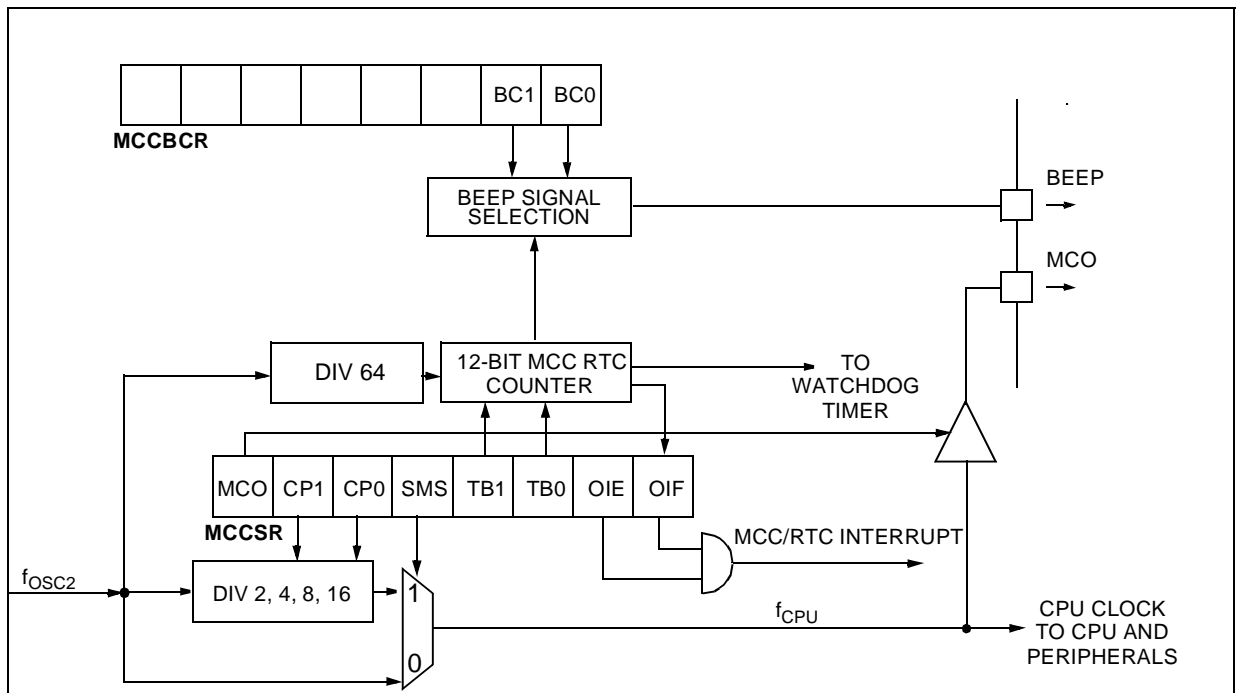 BC1 BC0
MCCBCR
BEEP SIGNAL
SELECTION
BEEP
MCO
DIV 64
12-BIT MCC RTC
COUNTER
TO
WATCHDOG
TIMER
MCO CP1 CP0 SMS TB1 TB0 OIE OIF
MCCSR
MCC/RTC INTERRUPT
fOSC2
DIV 2, 4, 8, 16
1
0
fCPU
CPU CLOCK
TO CPU AND
PERIPHERALS